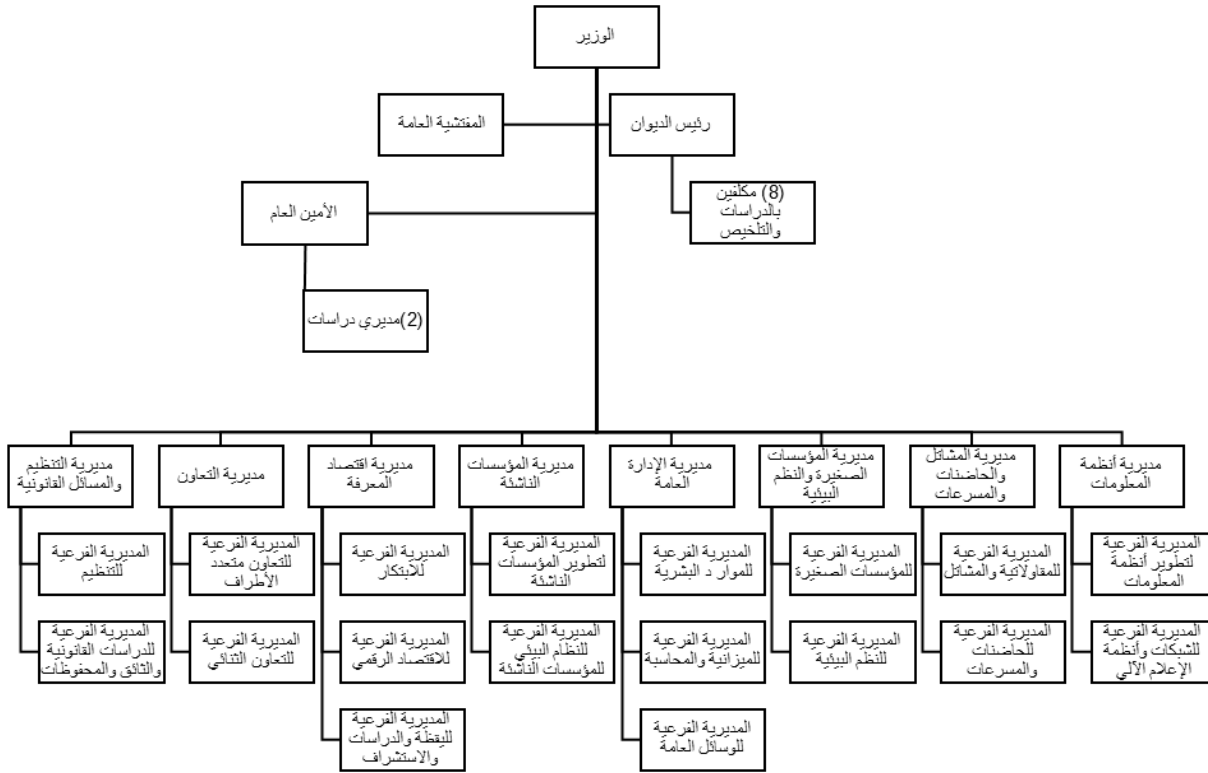 الوزير
رئيس الديوان
المفتشية العامة
(8) مكلفين
بالدراسات
والتلخيص
الأمين العام
(2)مديري دراسات
مديرية أنظمة
المعلومات
مديرية المشاتل
والحاضنات
والمسرعات
مديرية المؤسسات
الصغيرة والنظم
البيئية
مديرية الإدارة
العامة
مديرية المؤسسات
الناشئة
مديرية اقتصاد
المعرفة
مديرية التعاون
مديرية التنظيم
والمسائل القانونية
المديرية الفرعية
لتطوير أنظمة
المعلومات
المديرية الفرعية
للمقاولاتية والمشاتل
المديرية الفرعية
للمؤسسات الصغيرة
المديرية الفرعية
للموار د البشرية
المديرية الفرعية
لتطوير المؤسسات
الناشئة
المديرية الفرعية
للابتكار
المديرية الفرعية
للتعاون متعدد
الأطراف
المديرية الفرعية
للتنظيم
المديرية الفرعية
للشبكات وأنظمة
الإعلام الآلي
المديرية الفرعية
للحاضنات
والمسرعات
المديرية الفرعية
للنظم البيئية
المديرية الفرعية
للميزانية والمحاسبة
المديرية الفرعية
للنظام البيئي
للمؤسسات الناشئة
المديرية الفرعية
للاقتصاد الرقمي
المديرية الفرعية
للتعاون الثنائي
المديرية الفرعية
للدراسات القانونية
والثائق والمحفوظات
المديرية الفرعية
للوسائل العامة
المديرية الفرعية
لليقظة والدراسات
والاستشراف